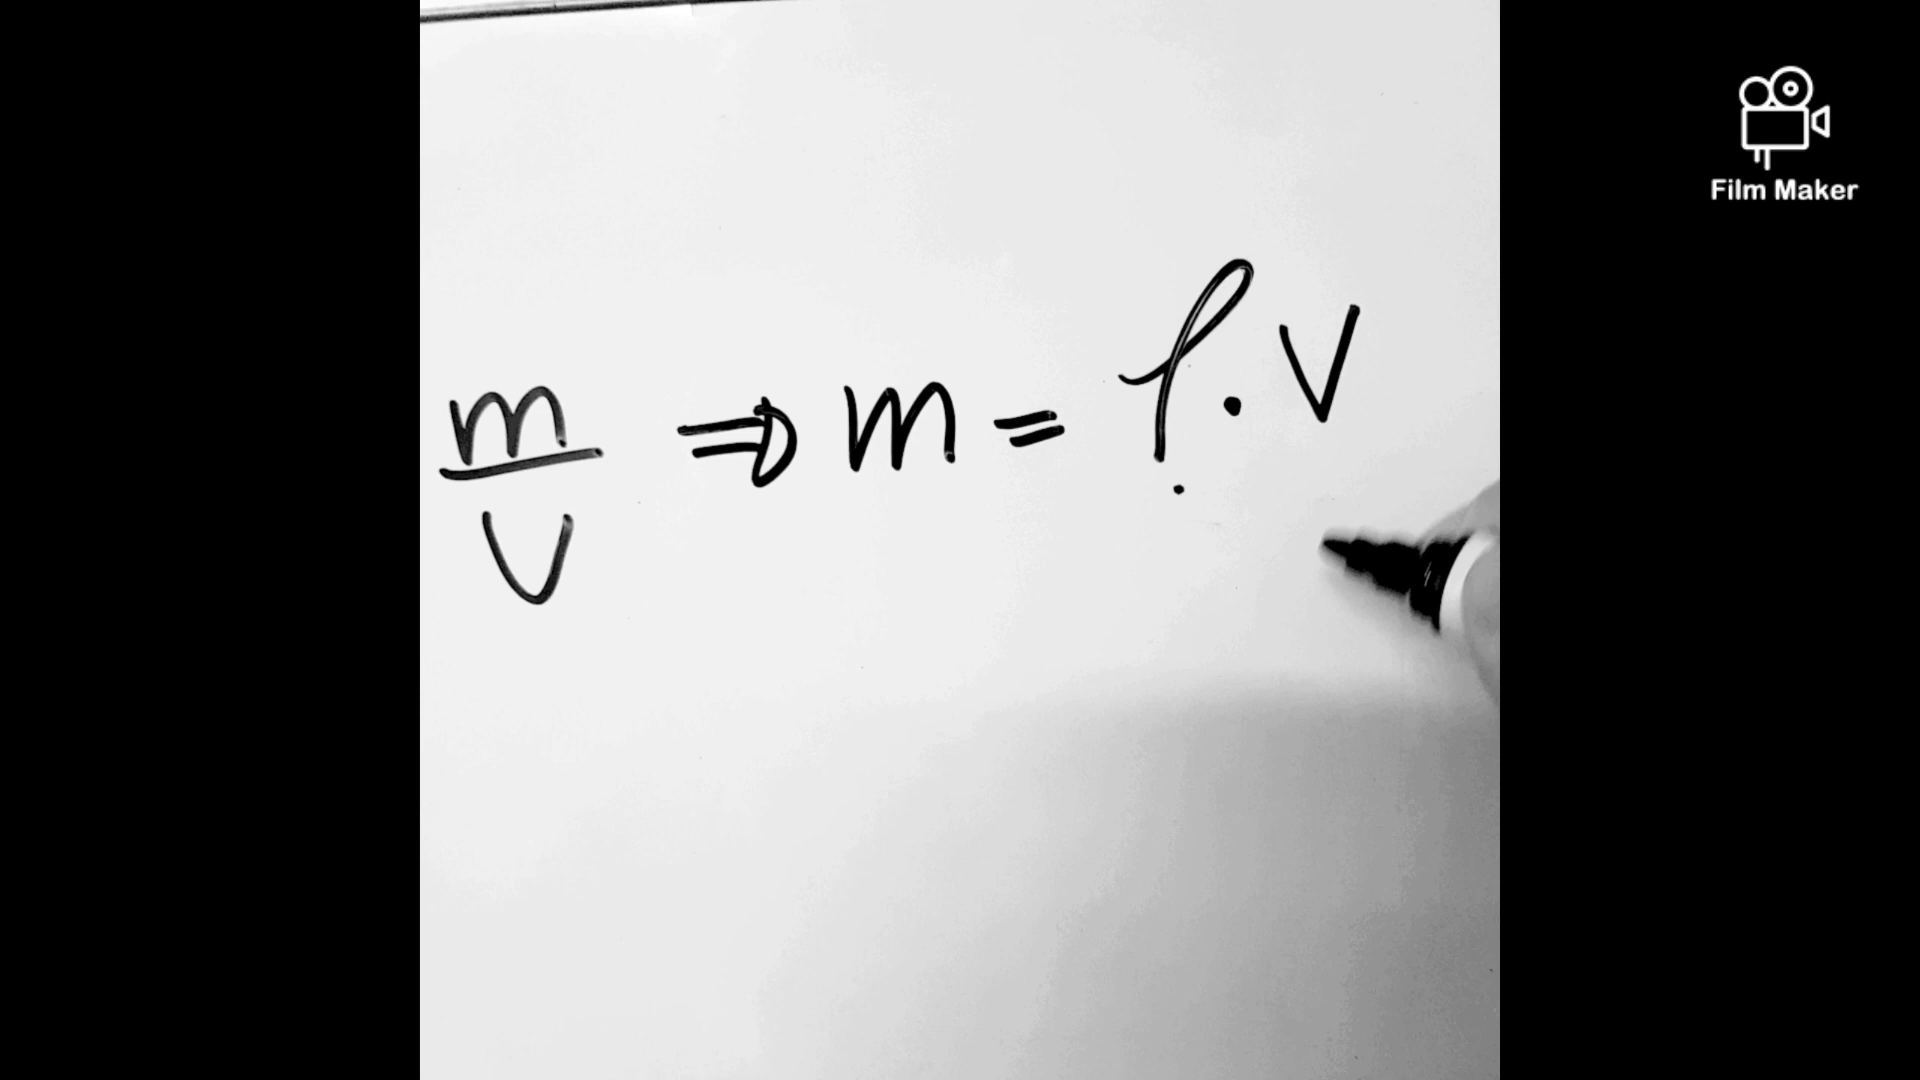 m/V ⇒ m = ρ . V
Film Maker